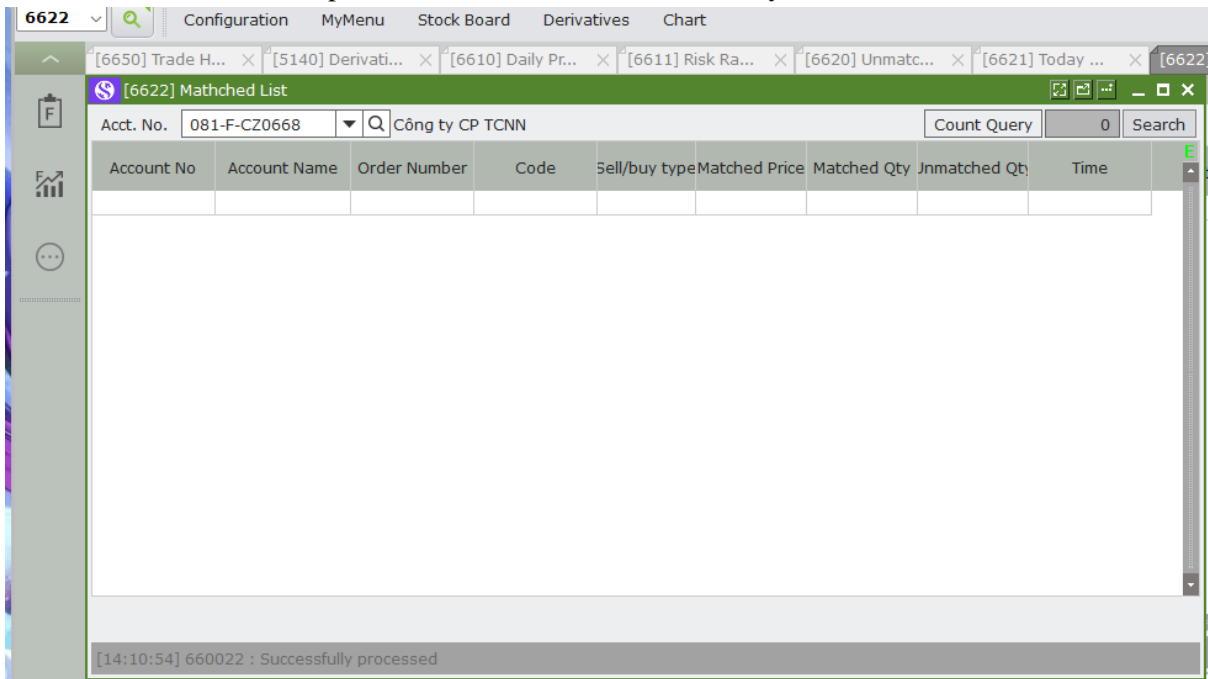 6622 Configuration MyMenu Stock Board Derivatives Chart
[6650] Trade H... [5140] Derivati... [6610] Daily Pr... [6611] Risk Ra... [6620] Unmatc... [6621] Today ... [6622]
[6622] Mathched List
F
Acct. No. 081-F-CZ0668 Công ty CP TCNN Count Query 0 Search
E
Account No Account Name Order Number Code Sell/buy type Matched Price Matched Qty Unmatched Qty Time
F
[14:10:54] 660022 : Successfully processed